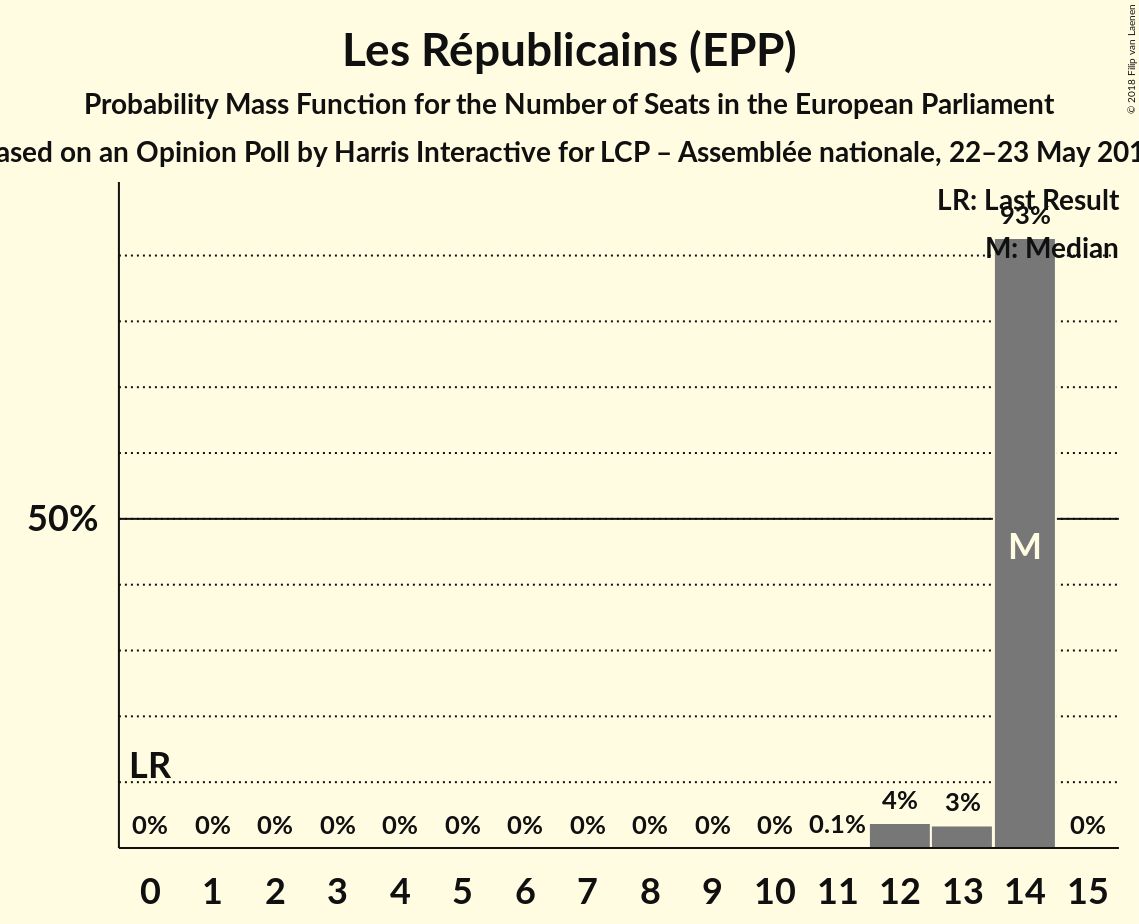 Les Républicains (EPP)
Probability Mass Function for the Number of Seats in the European Parliament
ased on an Opinion Poll by Harris Interactive for LCP – Assemblée nationale, 22–23 May 201
© 2018 Filip van Laenen
LR: Last Result
93%
M: Median
50%
M
LR
0% 0% 0% 0% 0% 0% 0% 0% 0% 0% 0% 0.1% 4% 3% 0%
0 1 2 3 4 5 6 7 8 9 10 11 12 13 14 15